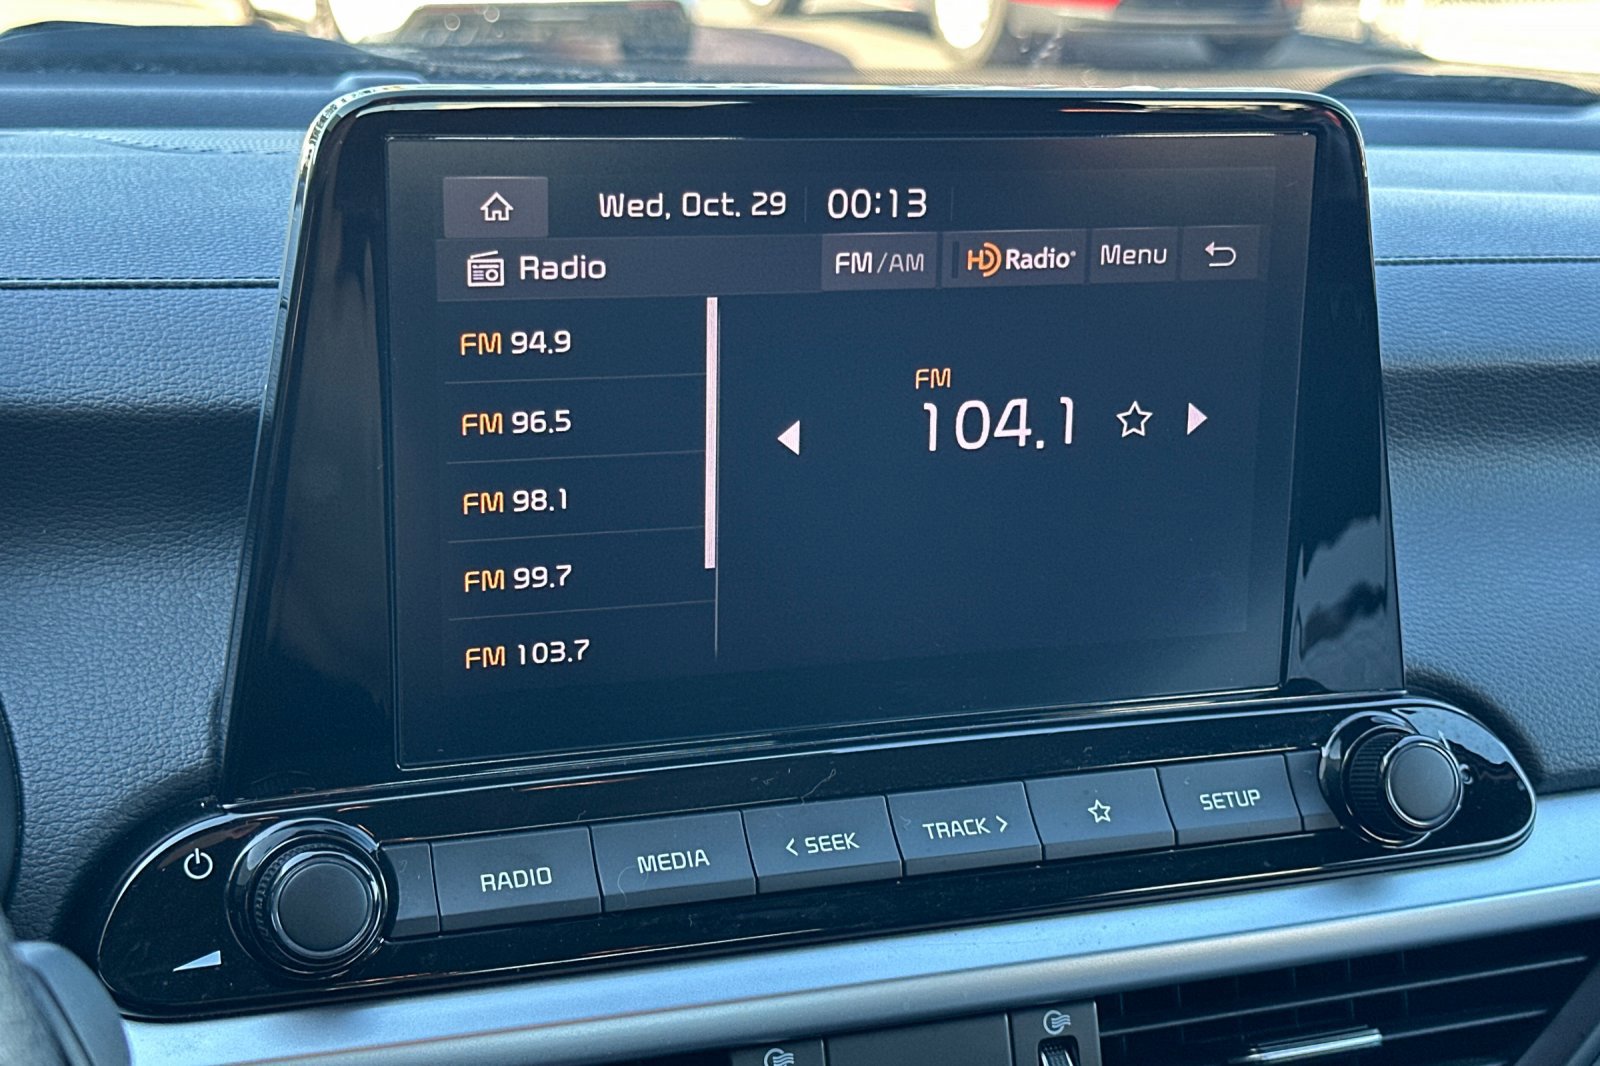 Wed, Oct. 29 00:13
Radio FM/AM HD Radio Menu
FM 94.9
FM 96.5
FM 98.1
FM 99.7
FM 103.7
FM
104.1
RADIO MEDIA < SEEK TRACK > SETUP